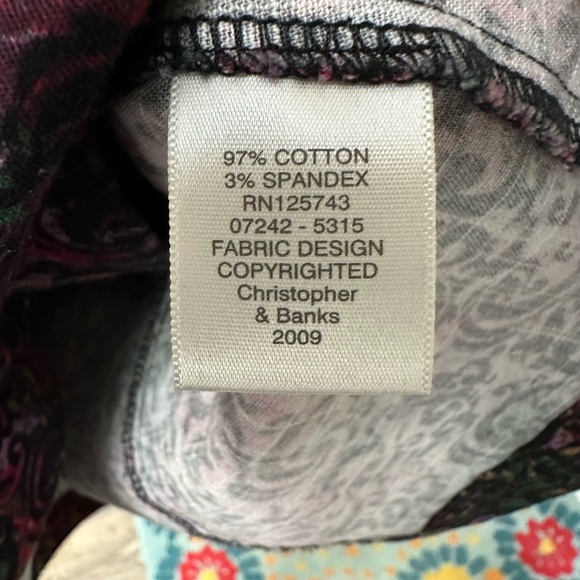 97% COTTON
3% SPANDEX
RN125743
07242 - 5315
FABRIC DESIGN
COPYRIGHTED
Christopher
& Banks
2009